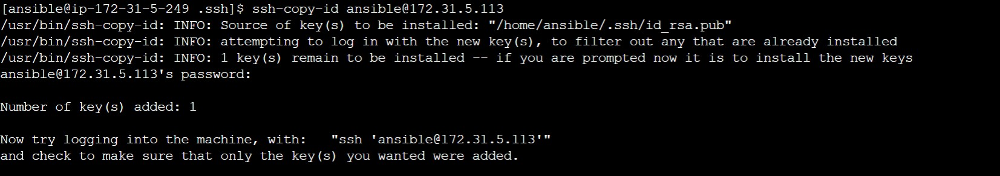 [ansible@ip-172-31-5-249 .ssh]$ ssh-copy-id ansible@172.31.5.113
/usr/bin/ssh-copy-id: INFO: Source of key(s) to be installed: "/home/ansible/.ssh/id_rsa.pub"
/usr/bin/ssh-copy-id: INFO: attempting to log in with the new key(s), to filter out any that are already installed
/usr/bin/ssh-copy-id: INFO: 1 key(s) remain to be installed -- if you are prompted now it is to install the new keys
ansible@172.31.5.113's password:
Number of key(s) added: 1
Now try logging into the machine, with:   "ssh 'ansible@172.31.5.113'"
and check to make sure that only the key(s) you wanted were added.